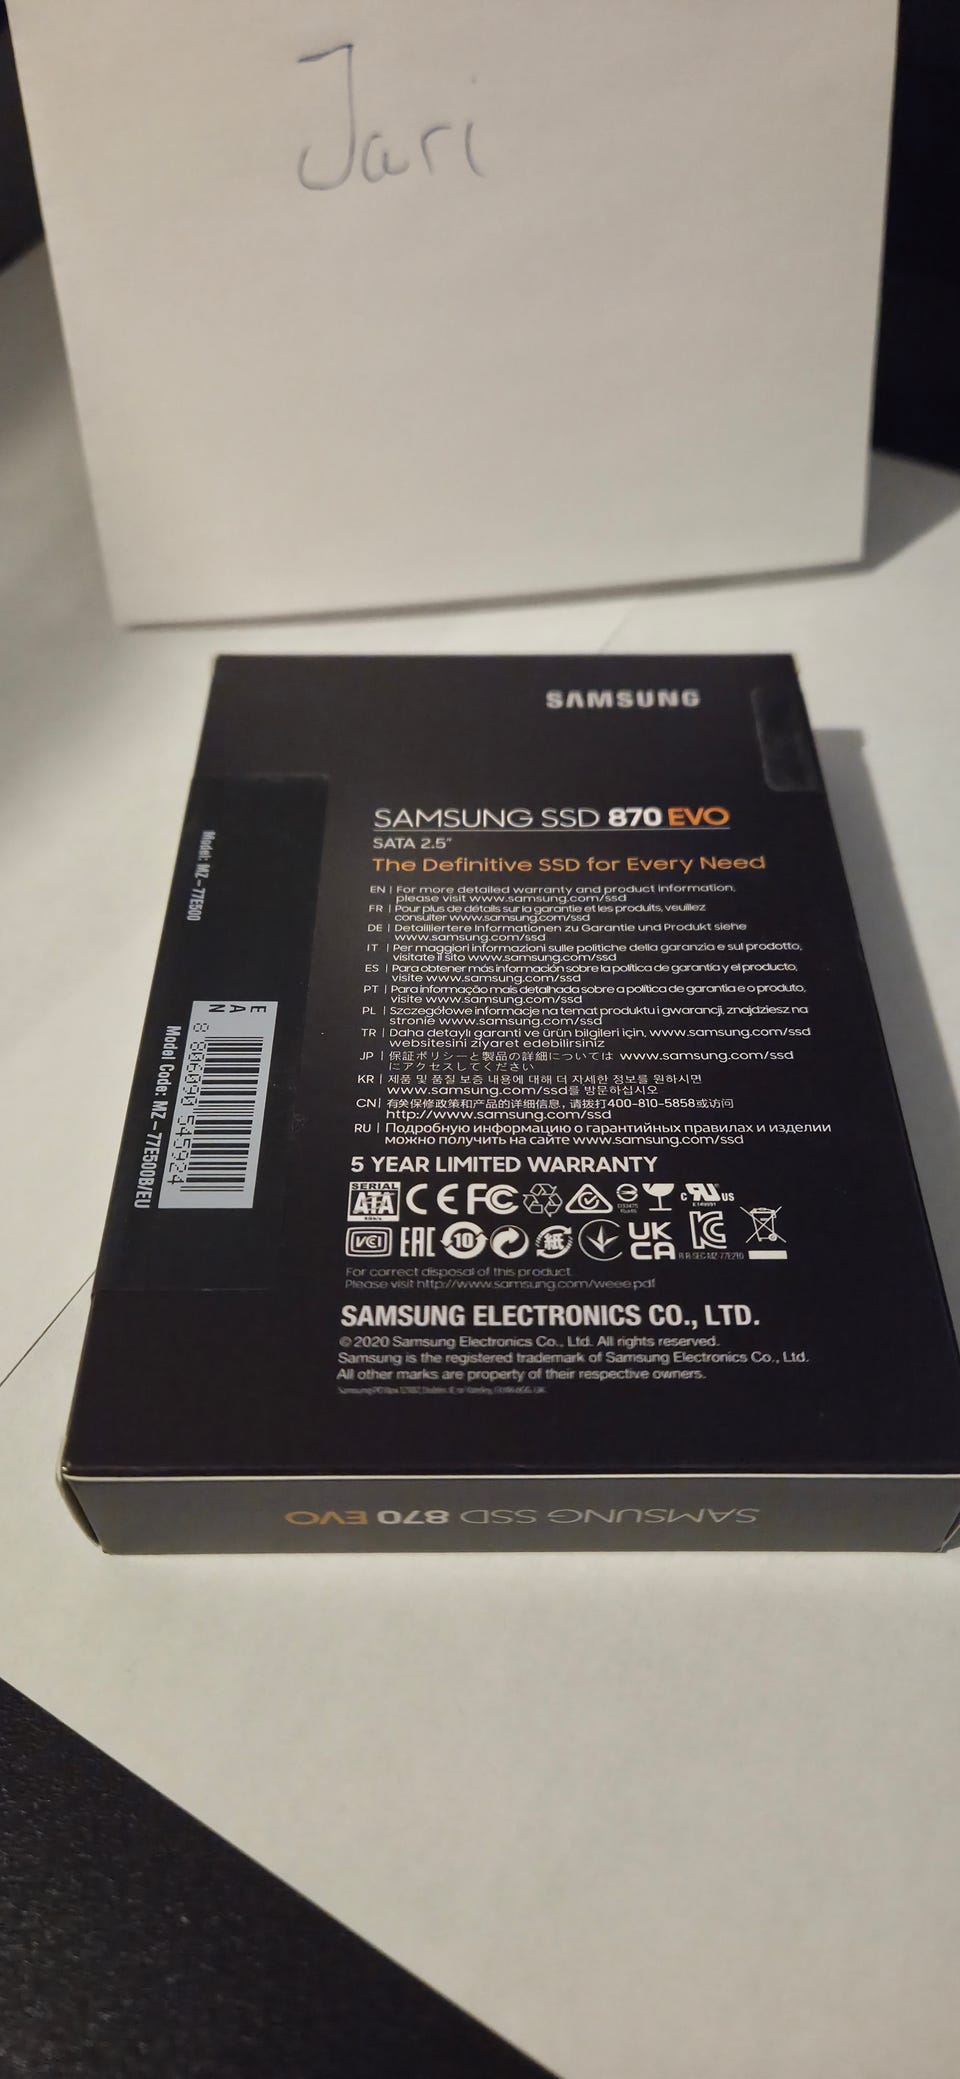 Jari
SAMSUNG
SAMSUNG SSD 870 EVO
SATA 2.5"
The Definitive SSD for Every Need
EN | For more detailed warranty and product information,
please visit www.samsung.com/ssd
FR | Pour plus de détails sur la garantie et les produits, veuillez
consulter www.samsung.com/ssd
DE | Detailliertere Informationen zu Garantie und Produkt siehe
www.samsung.com/ssd
IT | Per maggiori informazioni sulle politiche della garanzia e sul prodotto,
visitate il sito www.samsung.com/ssd
ES | Para obtener más información sobre la política de garantía y el producto,
visite www.samsung.com/ssd
PT | Para informação mais detalhada sobre a política de garantia e o produto,
visite www.samsung.com/ssd
PL | Szczegółowe informacje na temat produktu i gwarancji, znajdziesz na
stronie www.samsung.com/ssd
TR | Daha detaylı garanti ve ürün bilgileri için, www.samsung.com/ssd
websitesini ziyaret edebilirsiniz
JP | 保証ポリシーと製品の詳細については www.samsung.com/ssd
にアクセスしてください
KR | 제품 및 품질 보증 내용에 대해 더 자세한 정보를 원하시면
www.samsung.com/ssd를 방문하십시오
CN | 有关保修政策和产品的详细信息, 请拨打400-810-5858或访问
http://www.samsung.com/ssd
RU | Подробную информацию о гарантийных правилах и изделии
можно получить на сайте www.samsung.com/ssd
5 YEAR LIMITED WARRANTY
SERIAL ATA CE FC c RU US
VCI EAC 10 紙 UK CA KC
For correct disposal of this product
Please visit http://www.samsung.com/weee.pdf
SAMSUNG ELECTRONICS CO., LTD.
© 2020 Samsung Electronics Co., Ltd. All rights reserved.
Samsung is the registered trademark of Samsung Electronics Co., Ltd.
All other marks are property of their respective owners.
Model: MZ-77E500
EAN
8 806090 545924
Model Code: MZ-77E500B/EU
SAMSUNG SSD 870 EVO